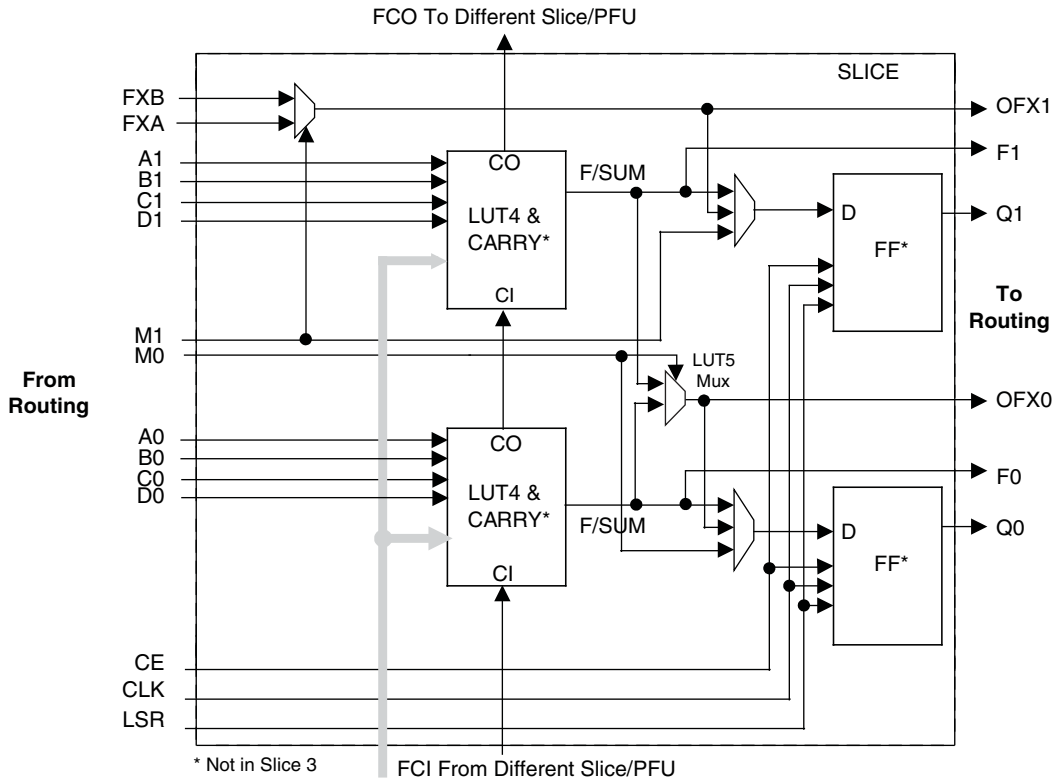 FCO To Different Slice/PFU
SLICE
FXB
FXA
OFX1
F1
A1
B1
C1
D1
CO
LUT4 &
CARRY*
CI
F/SUM
D
FF*
Q1
To
Routing
M1
M0
From
Routing
LUT5
Mux
OFX0
A0
B0
C0
D0
CO
LUT4 &
CARRY*
CI
F/SUM
F0
D
FF*
Q0
CE
CLK
LSR
* Not in Slice 3
FCI From Different Slice/PFU